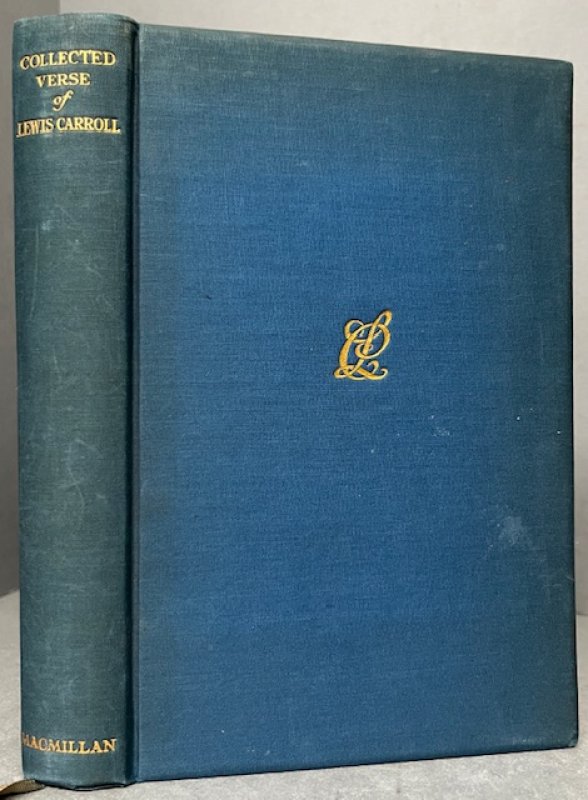 COLLECTED
VERSE
of
LEWIS CARROLL
MACMILLAN